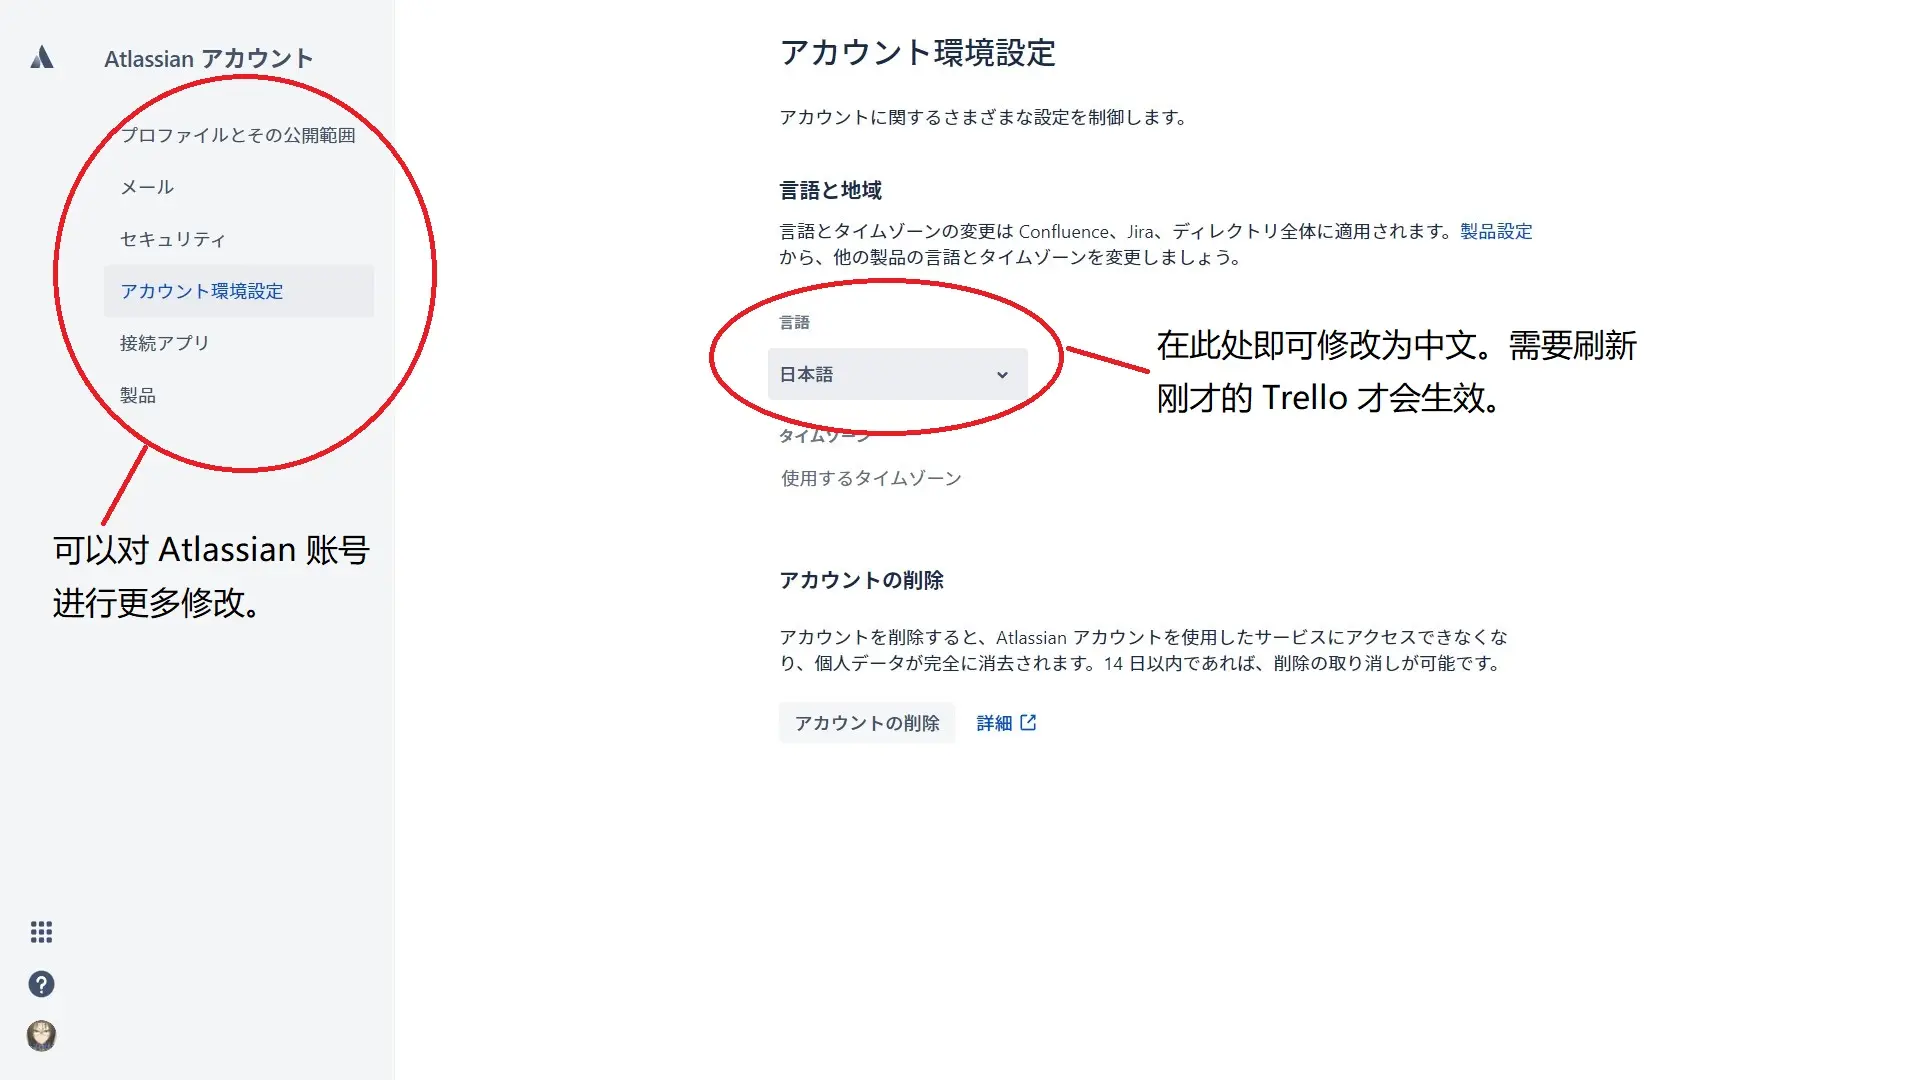 Atlassian アカウント
プロファイルとその公開範囲
メール
セキュリティ
アカウント環境設定
接続アプリ
製品
可以对 Atlassian 账号
进行更多修改。
アカウント環境設定
アカウントに関するさまざまな設定を制御します。
言語と地域
言語とタイムゾーンの変更は Confluence、Jira、ディレクトリ全体に適用されます。製品設定
から、他の製品の言語とタイムゾーンを変更しましょう。
言語
日本語
在此处即可修改为中文。需要刷新
刚才的 Trello 才会生效。
タイムゾーン
使用するタイムゾーン
アカウントの削除
アカウントを削除すると、Atlassian アカウントを使用したサービスにアクセスできなくな
り、個人データが完全に消去されます。14 日以内であれば、削除の取り消しが可能です。
アカウントの削除
詳細